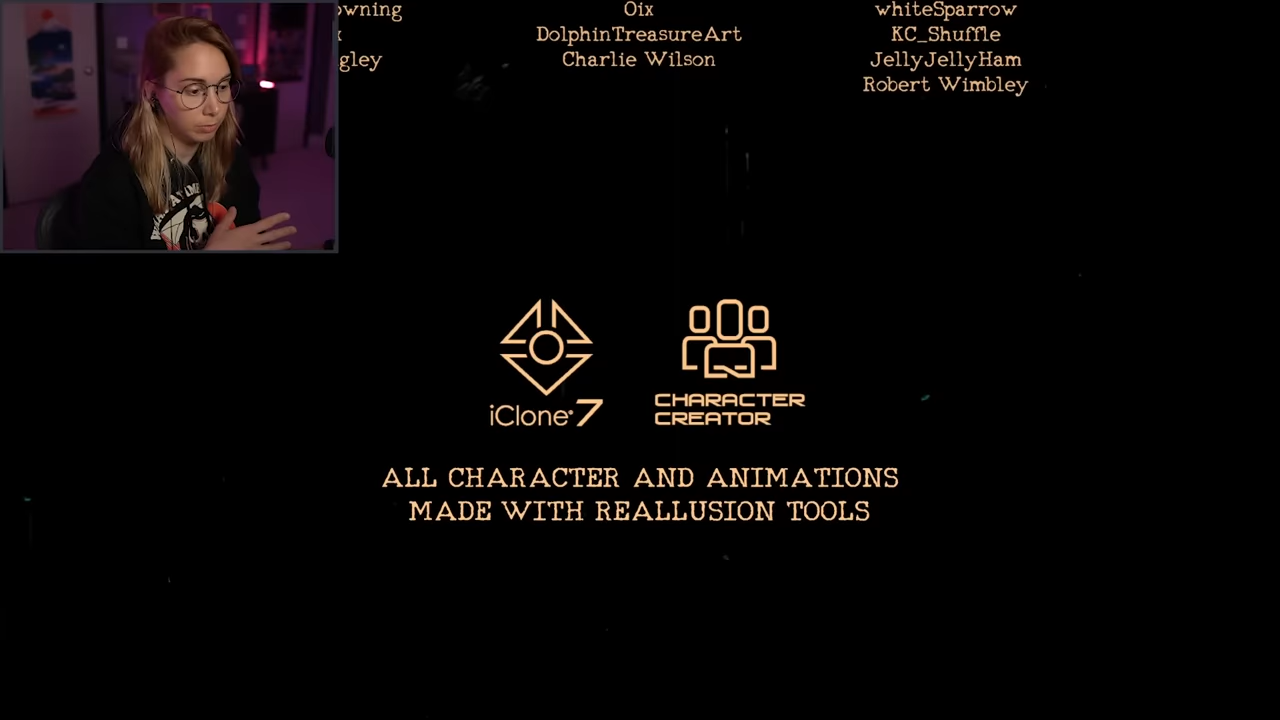 owning Oix whiteSparrow
x DolphinTreasureArt KC_Shuffle
gley Charlie Wilson JellyJellyHam
Robert Wimbley
iClone 7
CHARACTER
CREATOR
ALL CHARACTER AND ANIMATIONS
MADE WITH REALLUSION TOOLS